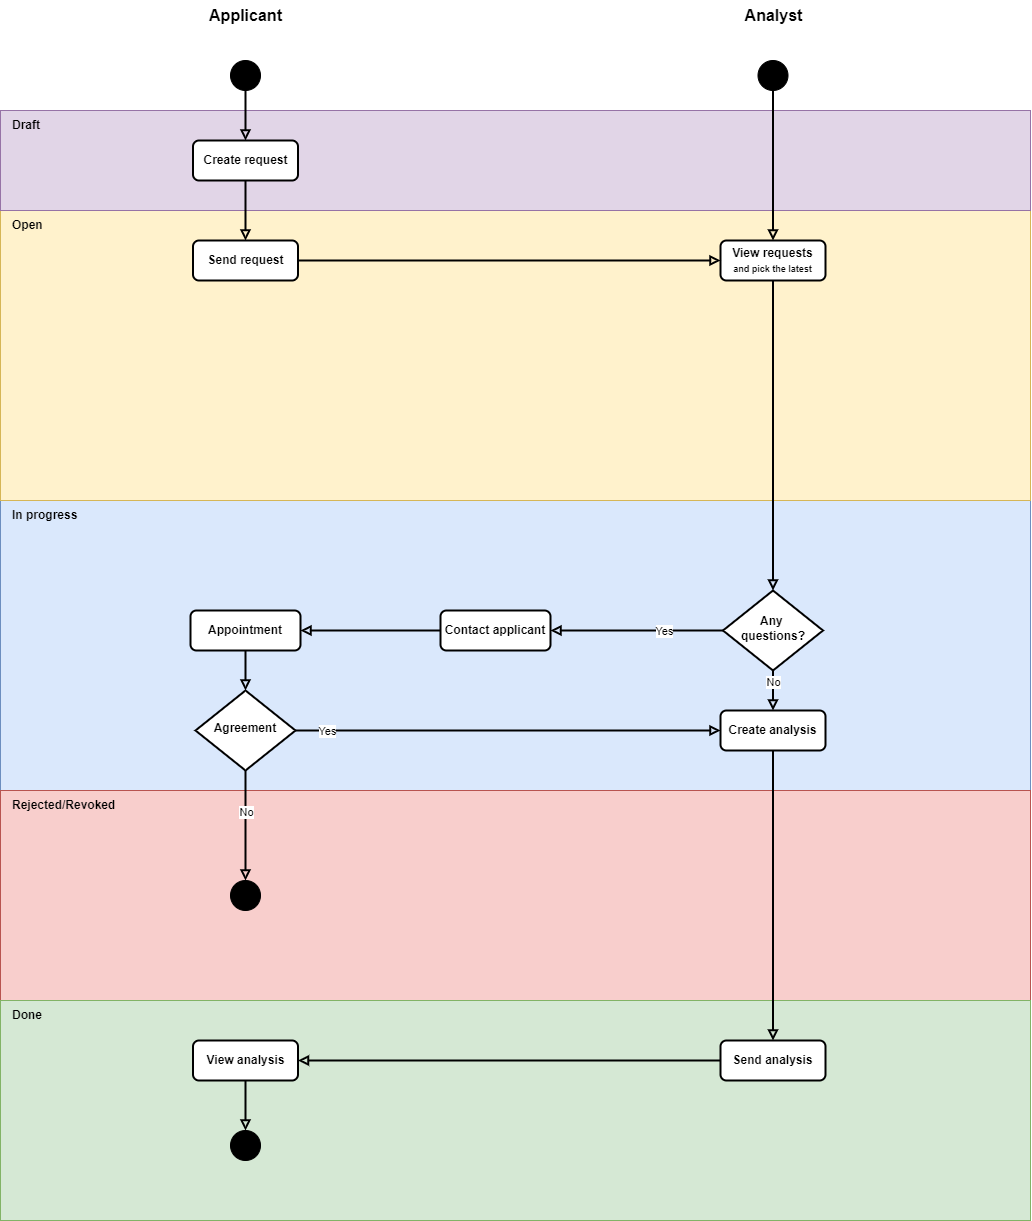 Applicant
Analyst
Draft
Create request
Open
Send request
View requests
and pick the latest
In progress
Any
questions?
Yes
Contact applicant
Appointment
No
Agreement
Yes
Create analysis
Rejected/Revoked
No
Done
View analysis
Send analysis